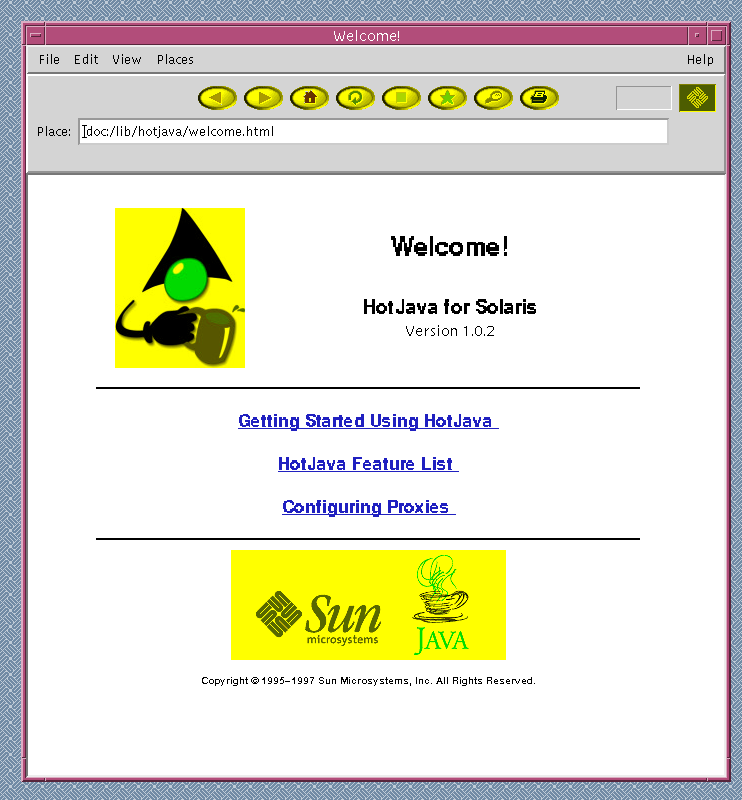 Welcome!
File Edit View Places Help
Place: doc:/lib/hotjava/welcome.html
Welcome!
HotJava for Solaris
Version 1.0.2
Getting Started Using HotJava
HotJava Feature List
Configuring Proxies
Sun
microsystems
JAVA
Copyright © 1995–1997 Sun Microsystems, Inc. All Rights Reserved.